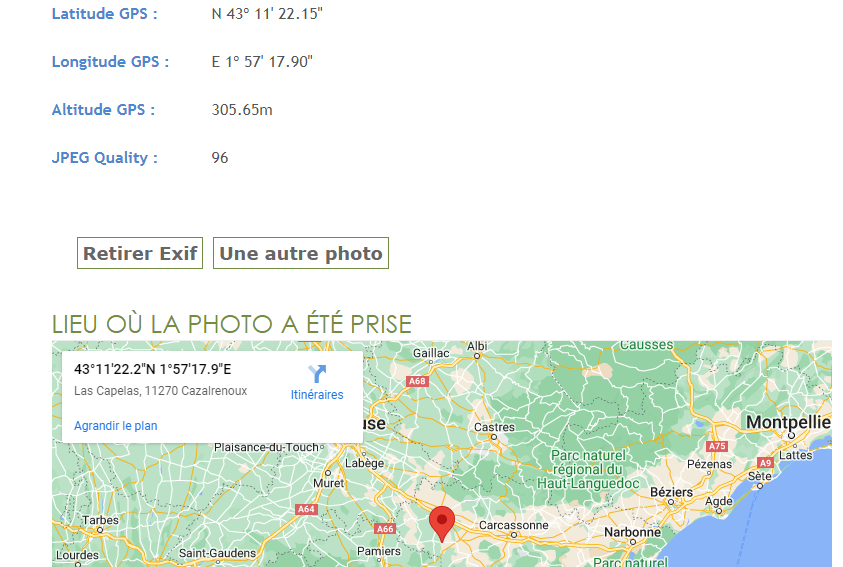 Latitude GPS : N 43° 11' 22.15"
Longitude GPS : E 1° 57' 17.90"
Altitude GPS : 305.65m
JPEG Quality : 96
Retirer Exif Une autre photo
LIEU OÙ LA PHOTO A ÉTÉ PRISE
43°11'22.2"N 1°57'17.9"E
Las Capelas, 11270 Cazalrenoux
Itinéraires
Agrandir le plan
Causses
Albi
Gaillac
A68
use
Castres
Montpellie
Plaisance-du-Touch
A75
Labège
Parc naturel
régional du
Haut-Languedoc
Lattes
A9
Pézenas
Sète
Muret
Béziers
Agde
A64
Tarbes
A66
Carcassonne
Narbonne
Lourdes
Saint-Gaudens
Pamiers
Parc naturel